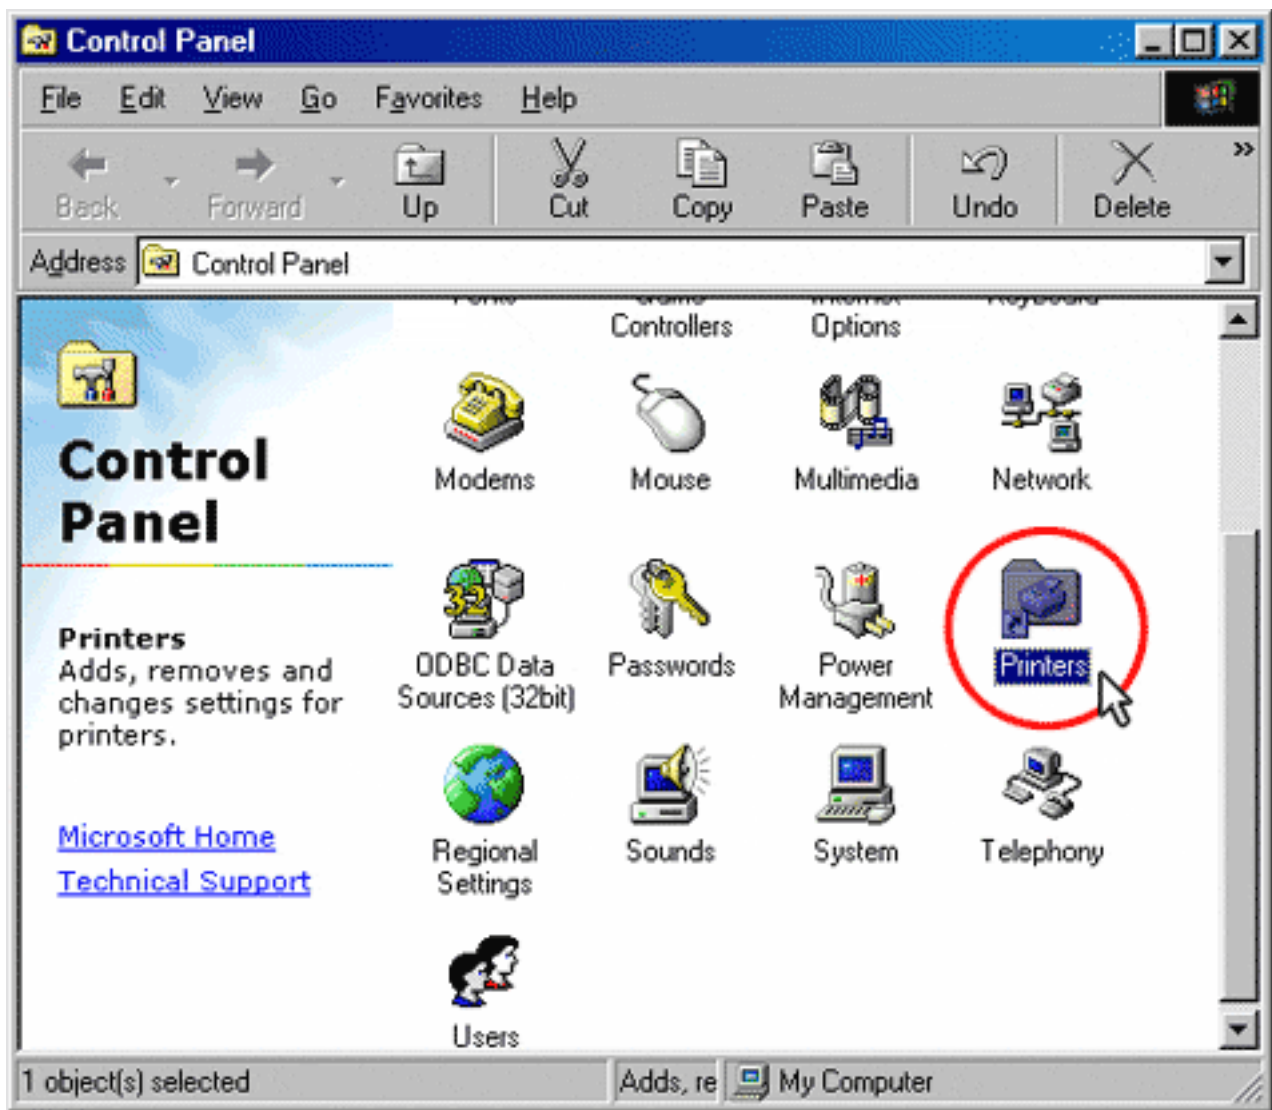 Control Panel
File Edit View Go Favorites Help
»
Back Forward Up Cut Copy Paste Undo Delete
Address Control Panel
Controllers Options
Control
Panel
Modems Mouse Multimedia Network
32
Printers
Adds, removes and
changes settings for
printers.
ODBC Data Passwords Power Printers
Sources (32bit) Management
Microsoft Home
Technical Support
Regional Sounds System Telephony
Settings
Users
1 object(s) selected Adds, re My Computer